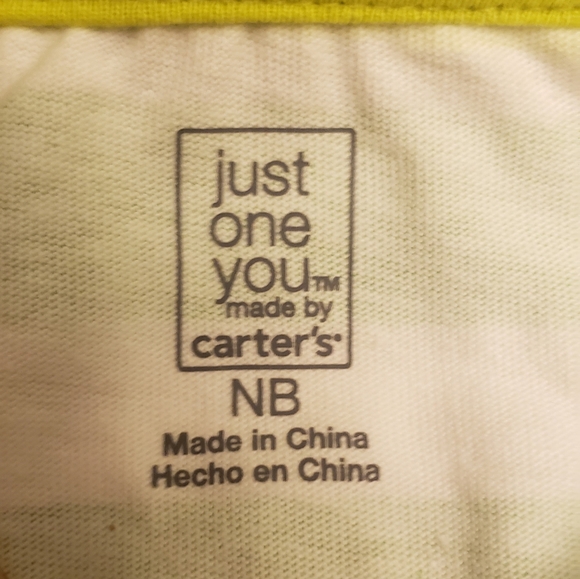 just
one
you™
made by
carter's®
NB
Made in China
Hecho en China